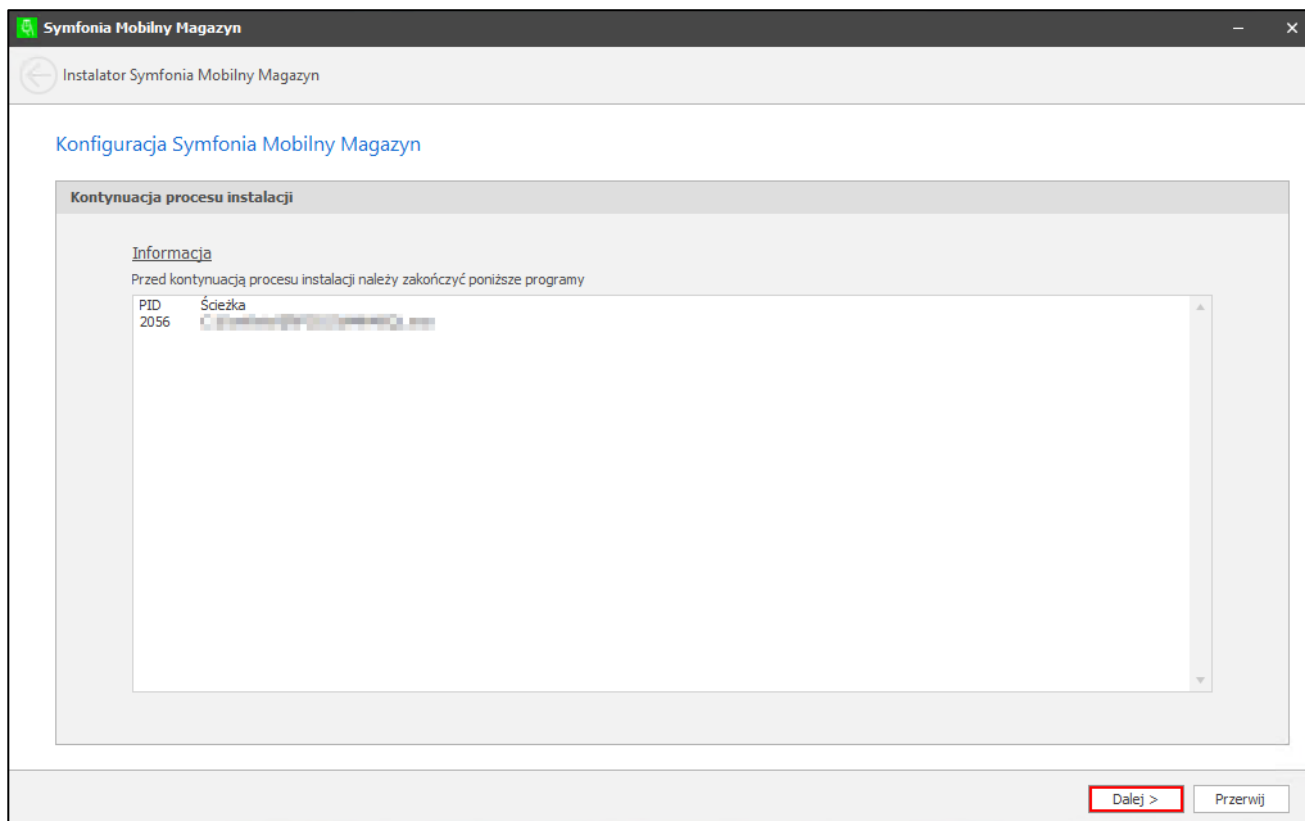 Symfonia Mobilny Magazyn
Instalator Symfonia Mobilny Magazyn
Konfiguracja Symfonia Mobilny Magazyn
Kontynuacja procesu instalacji
Informacja
Przed kontynuacją procesu instalacji należy zakończyć poniższe programy
PID Ścieżka
2056
Dalej >
Przerwij